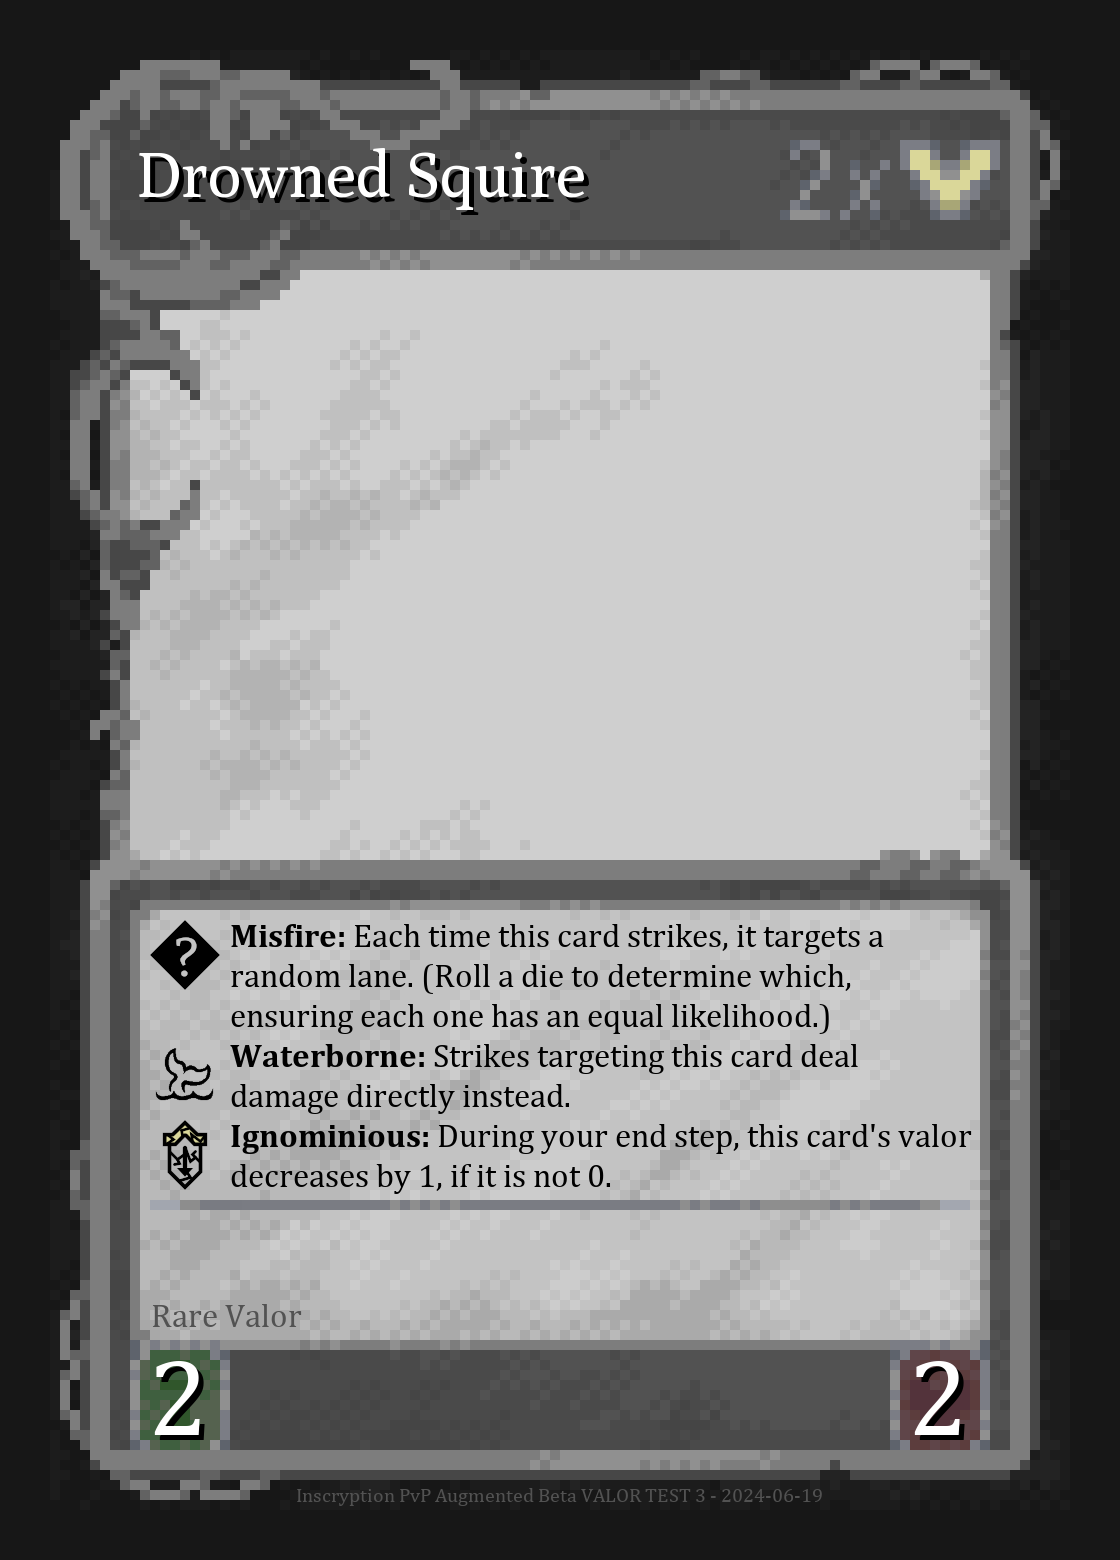 Drowned Squire 2x
Misfire: Each time this card strikes, it targets a
random lane. (Roll a die to determine which,
ensuring each one has an equal likelihood.)
Waterborne: Strikes targeting this card deal
damage directly instead.
Ignominious: During your end step, this card's valor
decreases by 1, if it is not 0.
Rare Valor
2 2
Inscryption PvP Augmented Beta VALOR TEST 3 - 2024-06-19